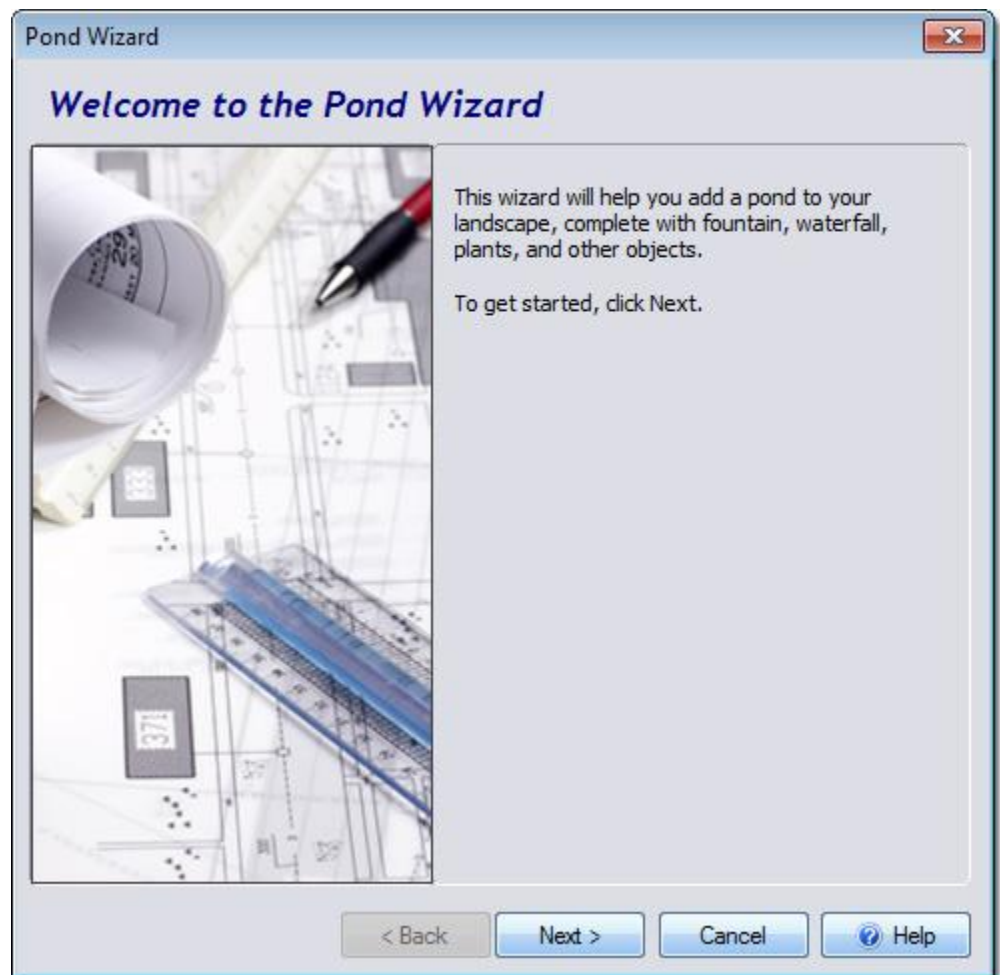 Pond Wizard
Welcome to the Pond Wizard
This wizard will help you add a pond to your
landscape, complete with fountain, waterfall,
plants, and other objects.
To get started, click Next.
371
< Back
Next >
Cancel
Help